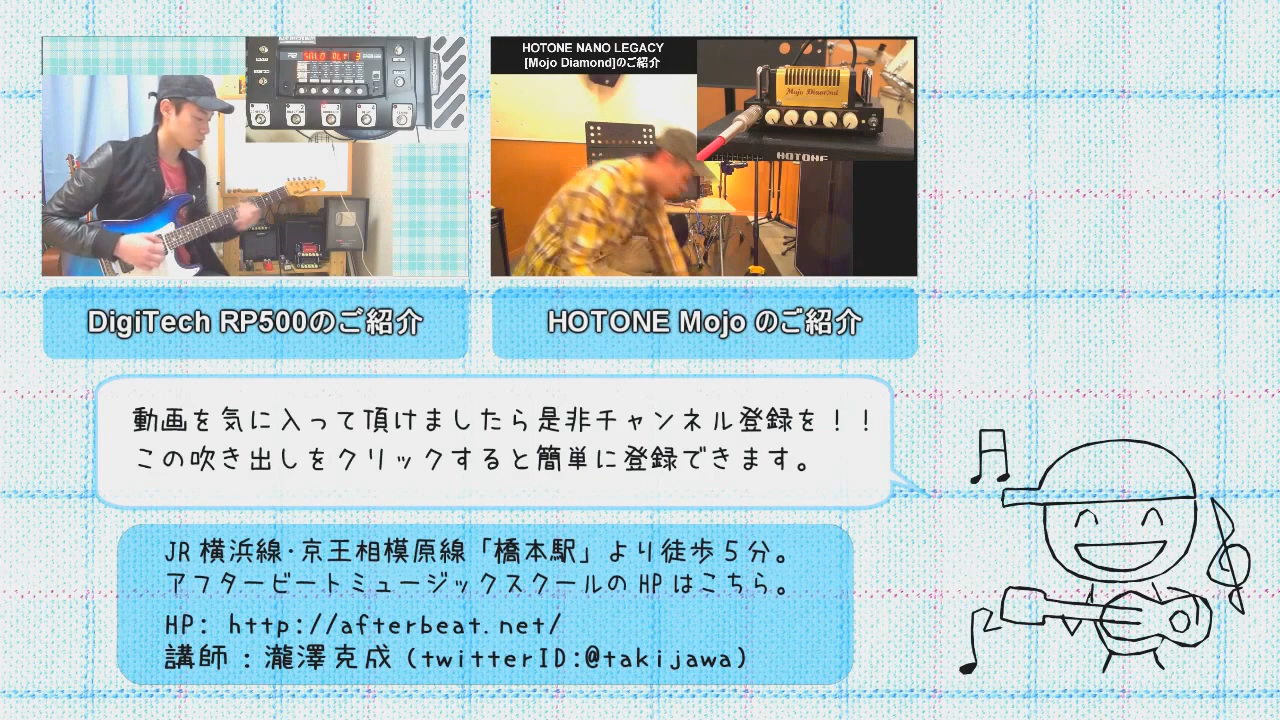 SOLO DLY 3
HOTONE NANO LEGACY
[Mojo Diamond]のご紹介
Mojo Diamond
HOTONE
DigiTech RP500のご紹介
HOTONE Mojo のご紹介
動画を気に入って頂けましたら是非チャンネル登録を！！
この吹き出しをクリックすると簡単に登録できます。
JR 横浜線・京王相模原線「橋本駅」より徒歩５分。
アフタービートミュージックスクールの HP はこちら。
HP: http://afterbeat.net/
講師：瀧澤克成 (twitterID:@takijawa)